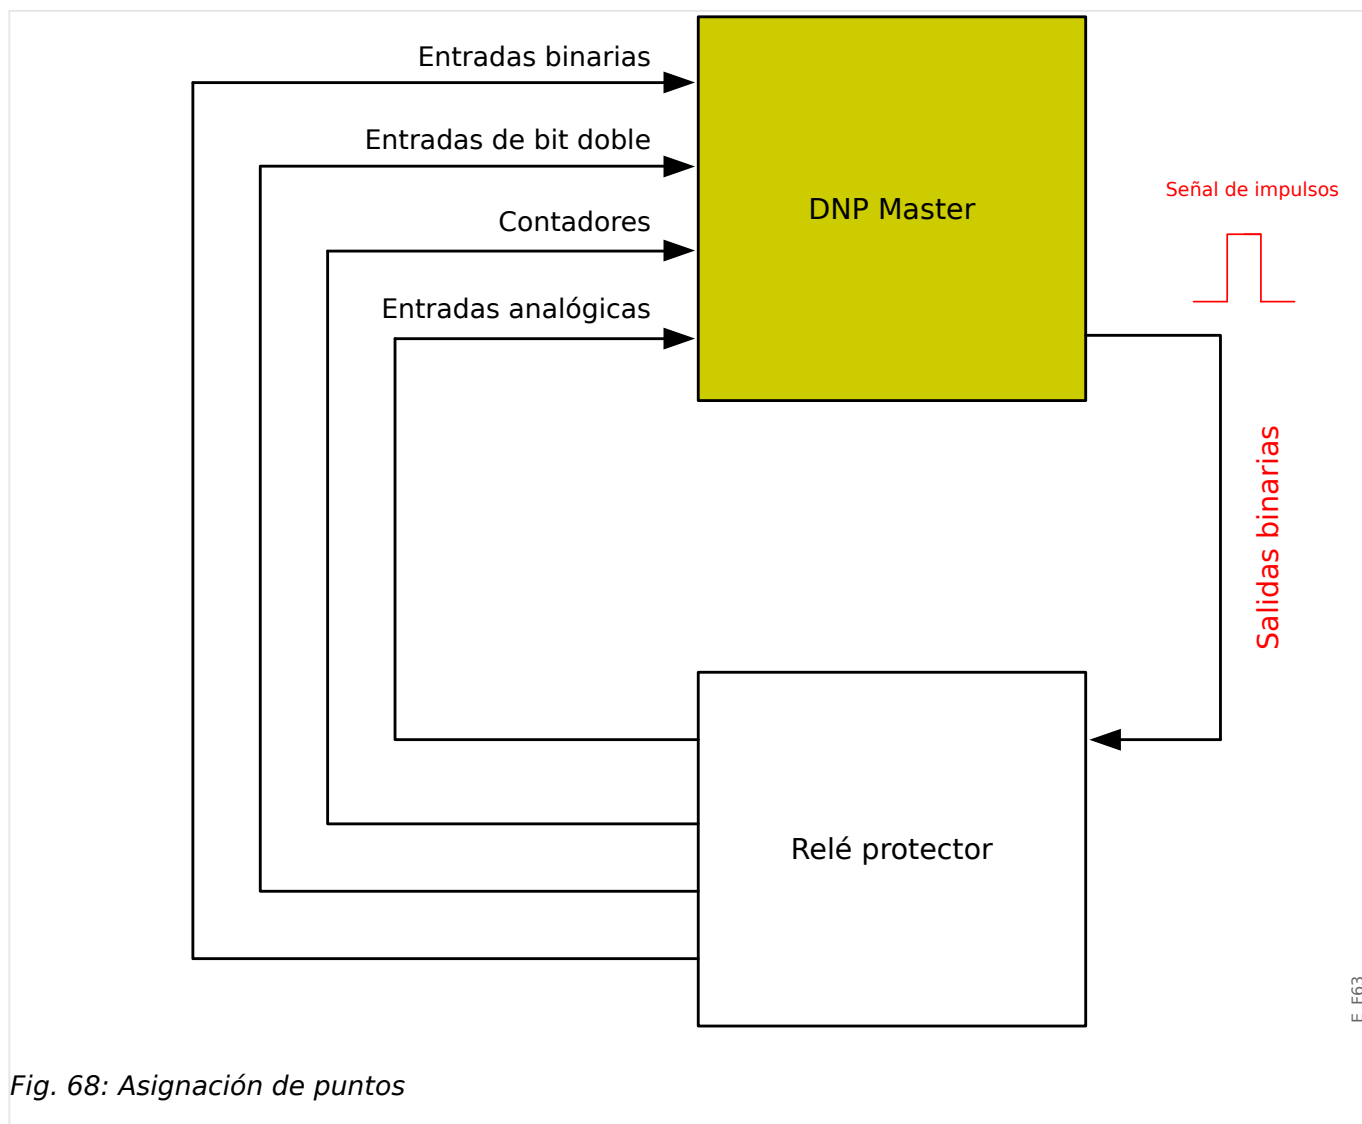 Entradas binarias
Entradas de bit doble
Contadores
Entradas analógicas
DNP Master
Señal de impulsos
Salidas binarias
Relé protector
Fig. 68: Asignación de puntos